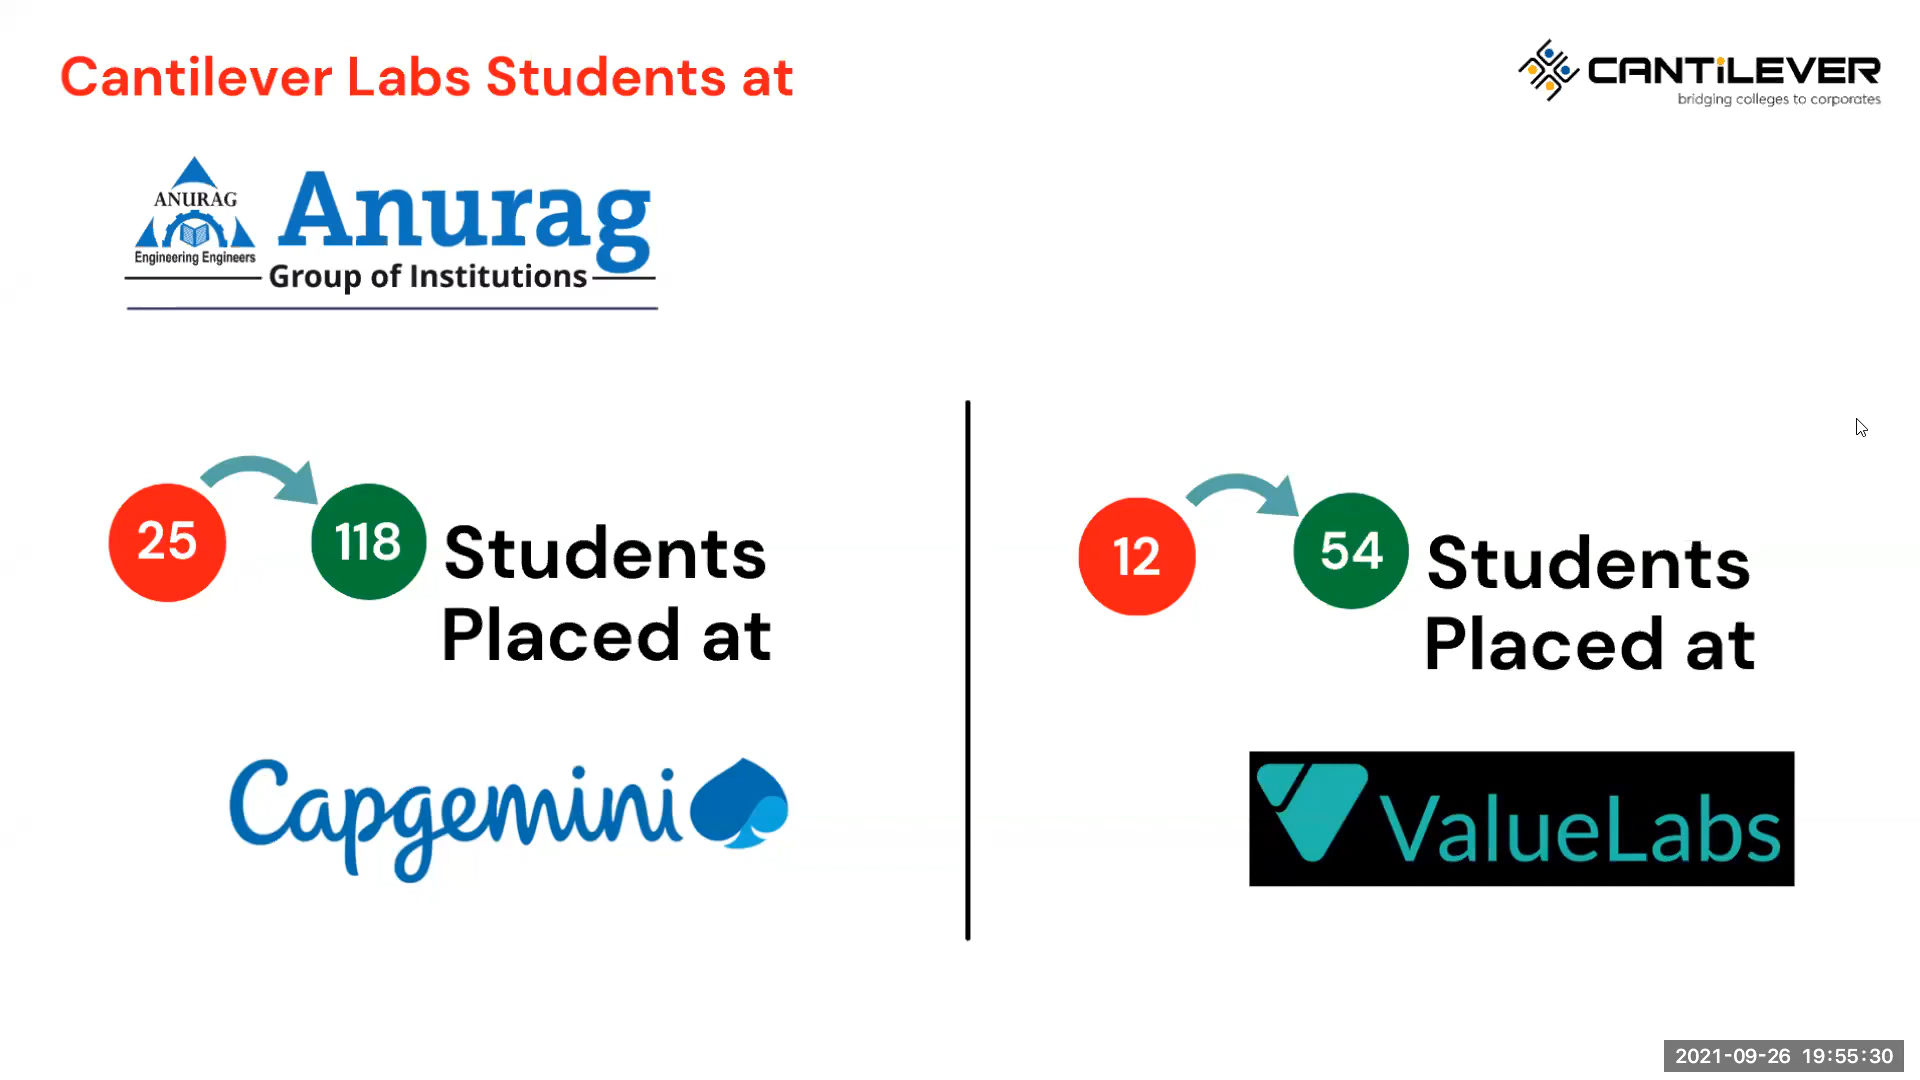 Cantilever Labs Students at
CANTiLEVER
bridging colleges to corporates
ANURAG
Engineering Engineers
Anurag
Group of Institutions
25
118
Students
Placed at
Capgemini
12
54
Students
Placed at
ValueLabs
2021-09-26 19:55:30